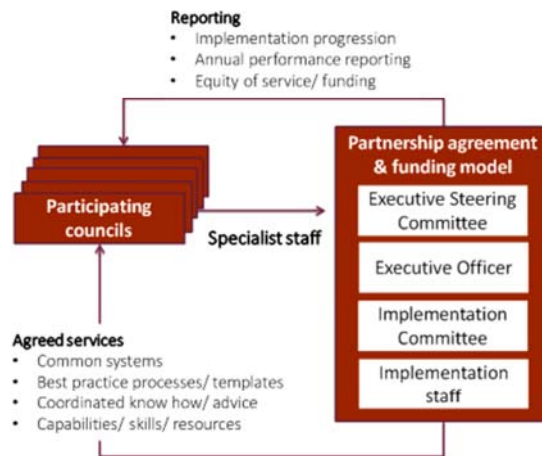 Reporting
• Implementation progression
• Annual performance reporting
• Equity of service/ funding
Partnership agreement
& funding model
Executive Steering
Committee
Executive Officer
Implementation
Committee
Implementation
staff
Participating
councils
Specialist staff
Agreed services
• Common systems
• Best practice processes/ templates
• Coordinated know how/ advice
• Capabilities/ skills/ resources